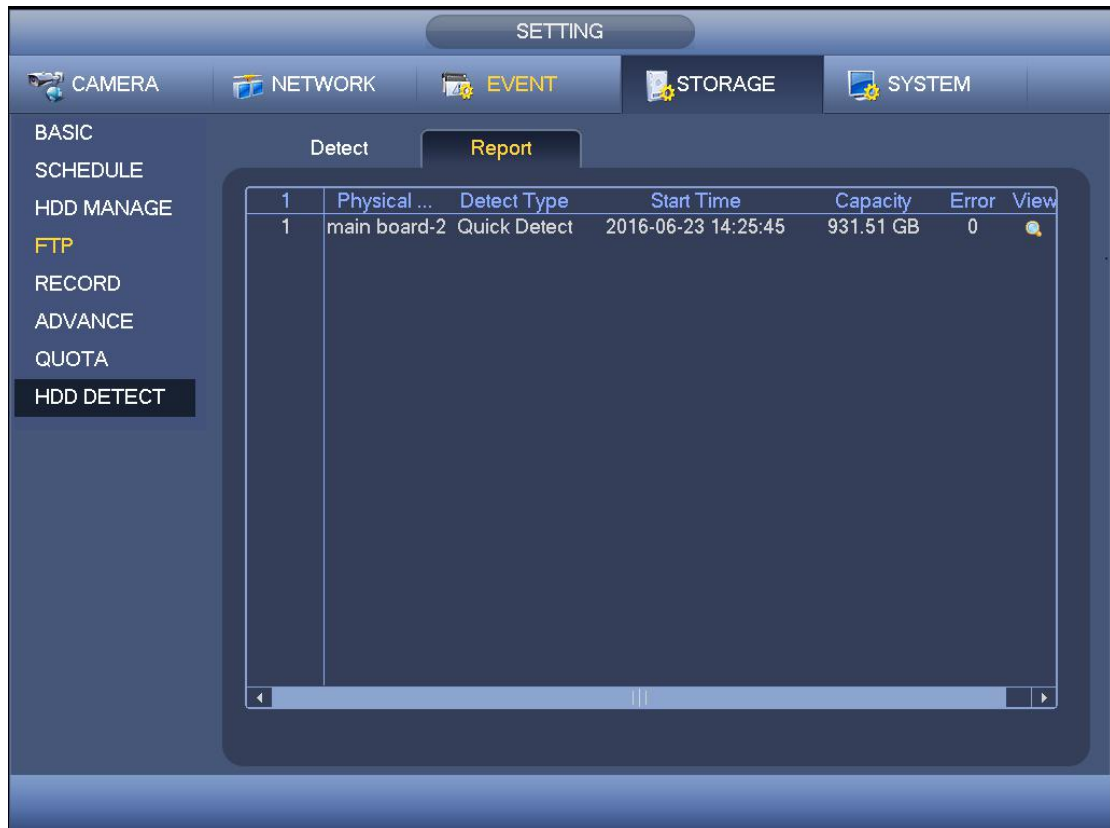 SETTING
CAMERA NETWORK EVENT STORAGE SYSTEM
BASIC
SCHEDULE
HDD MANAGE
FTP
RECORD
ADVANCE
QUOTA
HDD DETECT
Detect Report
1 Physical ... Detect Type Start Time Capacity Error View
1 main board-2 Quick Detect 2016-06-23 14:25:45 931.51 GB 0